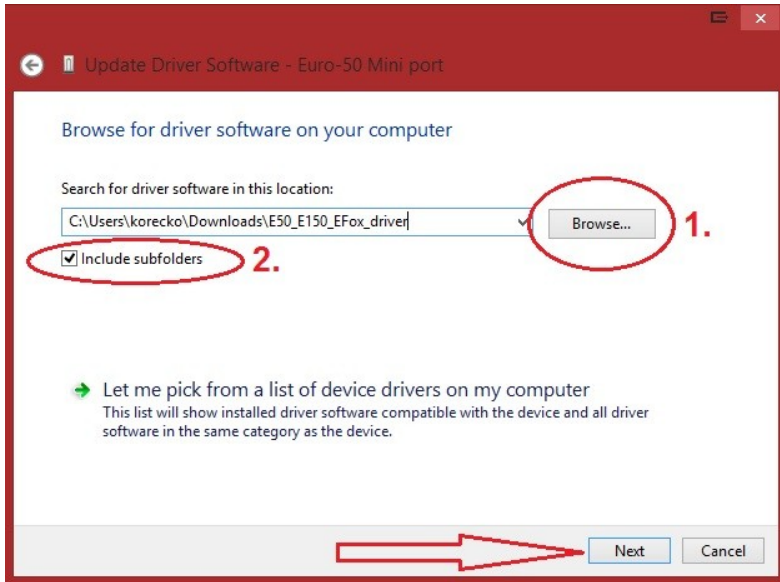 Update Driver Software - Euro-50 Mini port
Browse for driver software on your computer
Search for driver software in this location:
C:\Users\korecko\Downloads\E50_E150_EFox_driver
Browse...
1.
Include subfolders
2.
Let me pick from a list of device drivers on my computer
This list will show installed driver software compatible with the device and all driver
software in the same category as the device.
Next
Cancel